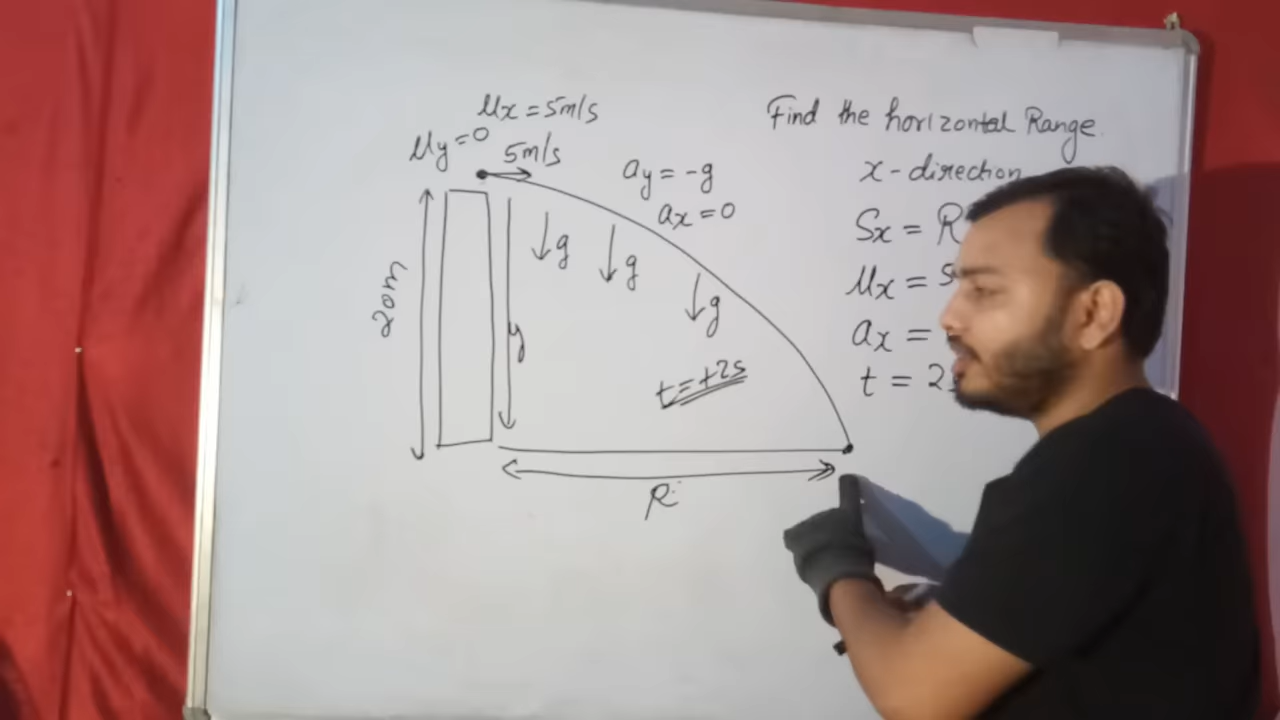 ux = 5m/s
uy = 0
5m/s
ay = -g
ax = 0
g
g
g
20m
y
t = +2s
R
Find the horizontal Range.
x - direction
Sx = R
ux = 5
ax =
t = 2